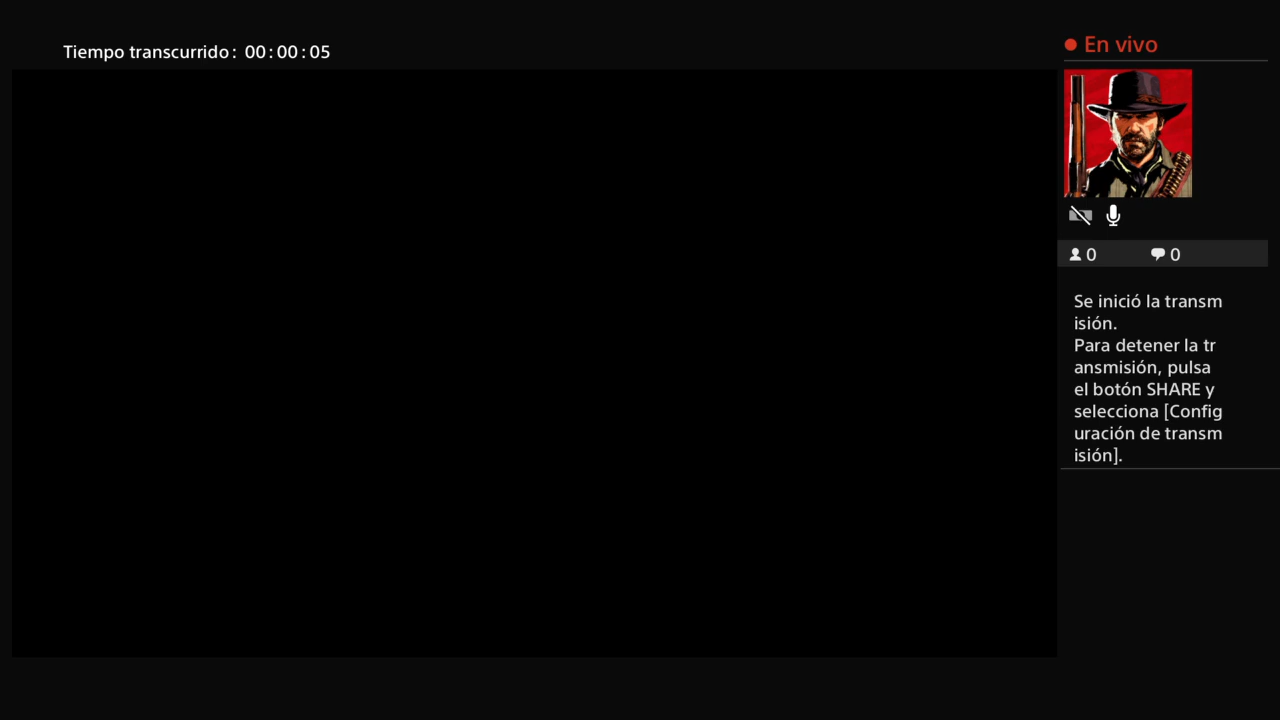 Tiempo transcurrido: 00:00:05
En vivo
0 0
Se inició la transm
isión.
Para detener la tr
ansmisión, pulsa
el botón SHARE y
selecciona [Config
uración de transm
isión].